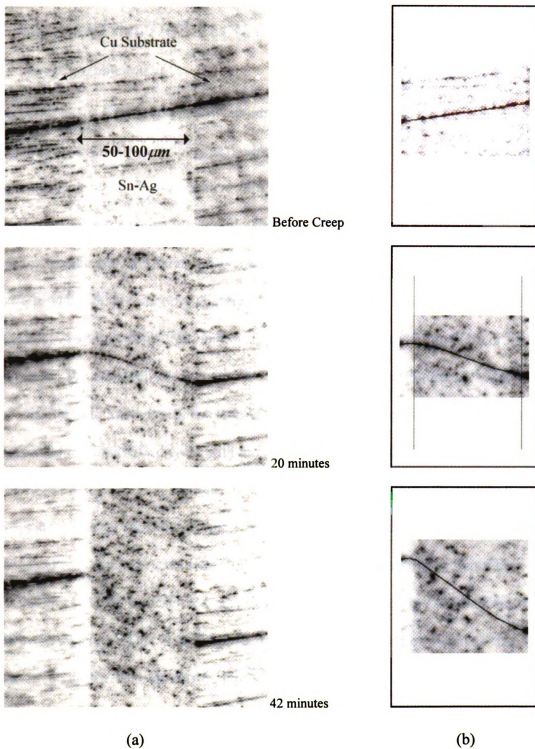 Cu Substrate
50-100μm
Sn-Ag
Before Creep
20 minutes
42 minutes
(a)
(b)